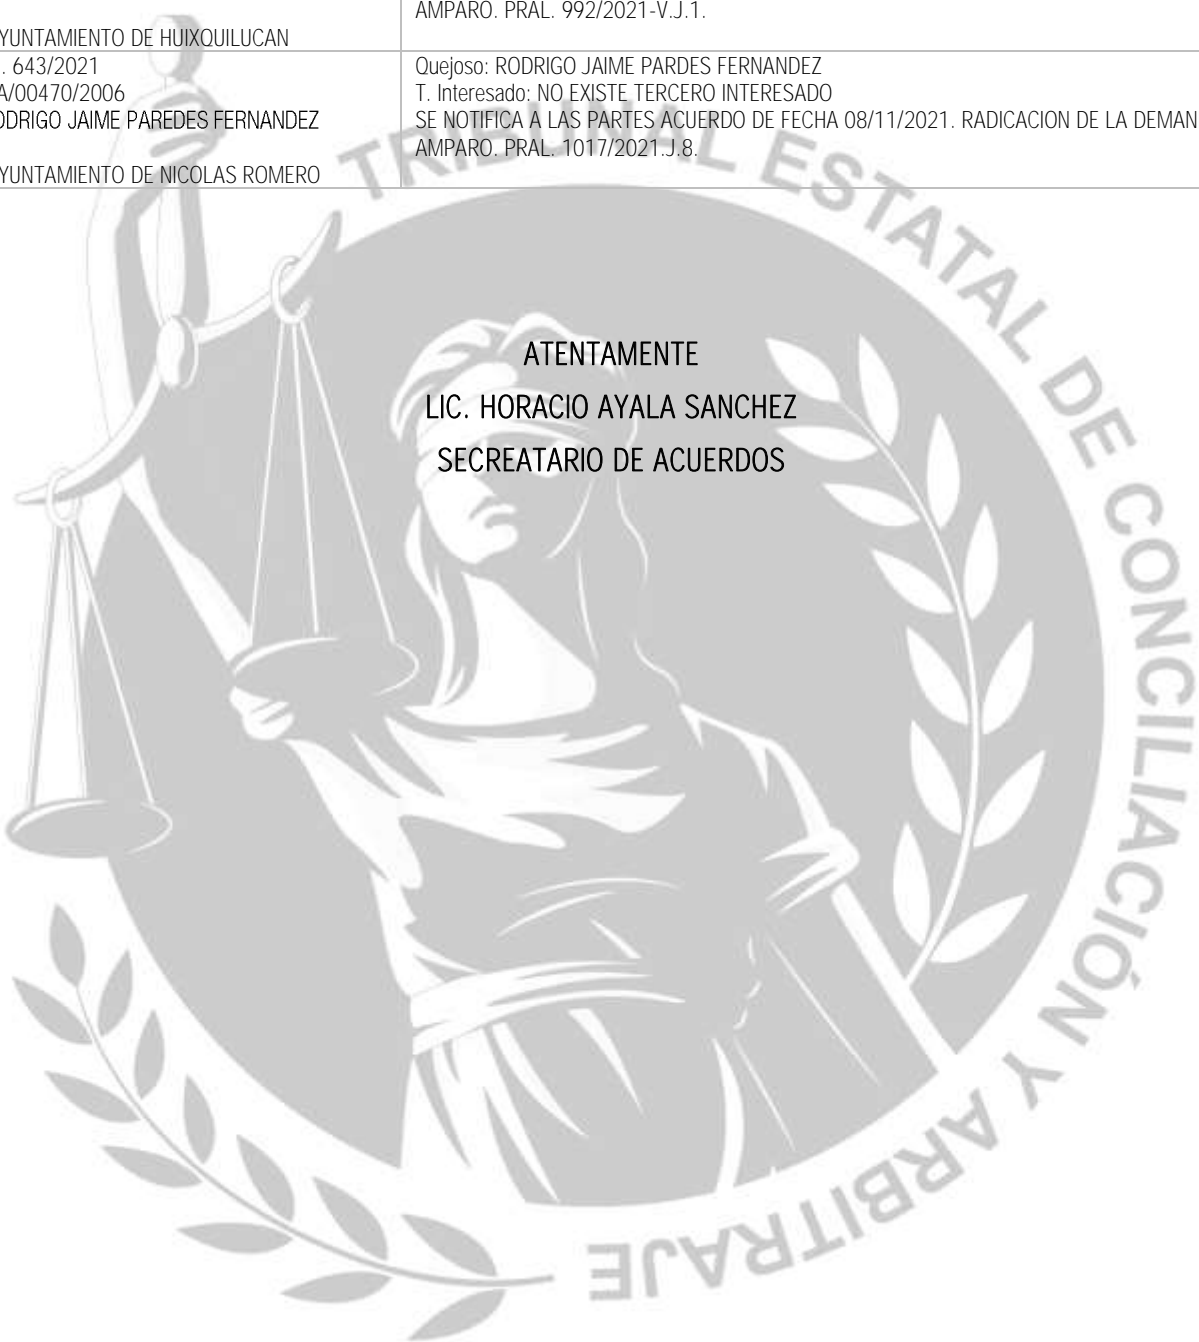 AMPARO. PRAL. 992/2021-V.J.1.
YUNTAMIENTO DE HUIXQUILUCAN
. 643/2021
A/00470/2006
ODRIGO JAIME PAREDES FERNANDEZ
YUNTAMIENTO DE NICOLAS ROMERO
Quejoso: RODRIGO JAIME PARDES FERNANDEZ
T. Interesado: NO EXISTE TERCERO INTERESADO
SE NOTIFICA A LAS PARTES ACUERDO DE FECHA 08/11/2021. RADICACION DE LA DEMAN
AMPARO. PRAL. 1017/2021.J.8.
TRIBUNAL ESTATAL DE CONCILIACIÓN Y ARBITRAJE
ATENTAMENTE
LIC. HORACIO AYALA SANCHEZ
SECREATARIO DE ACUERDOS